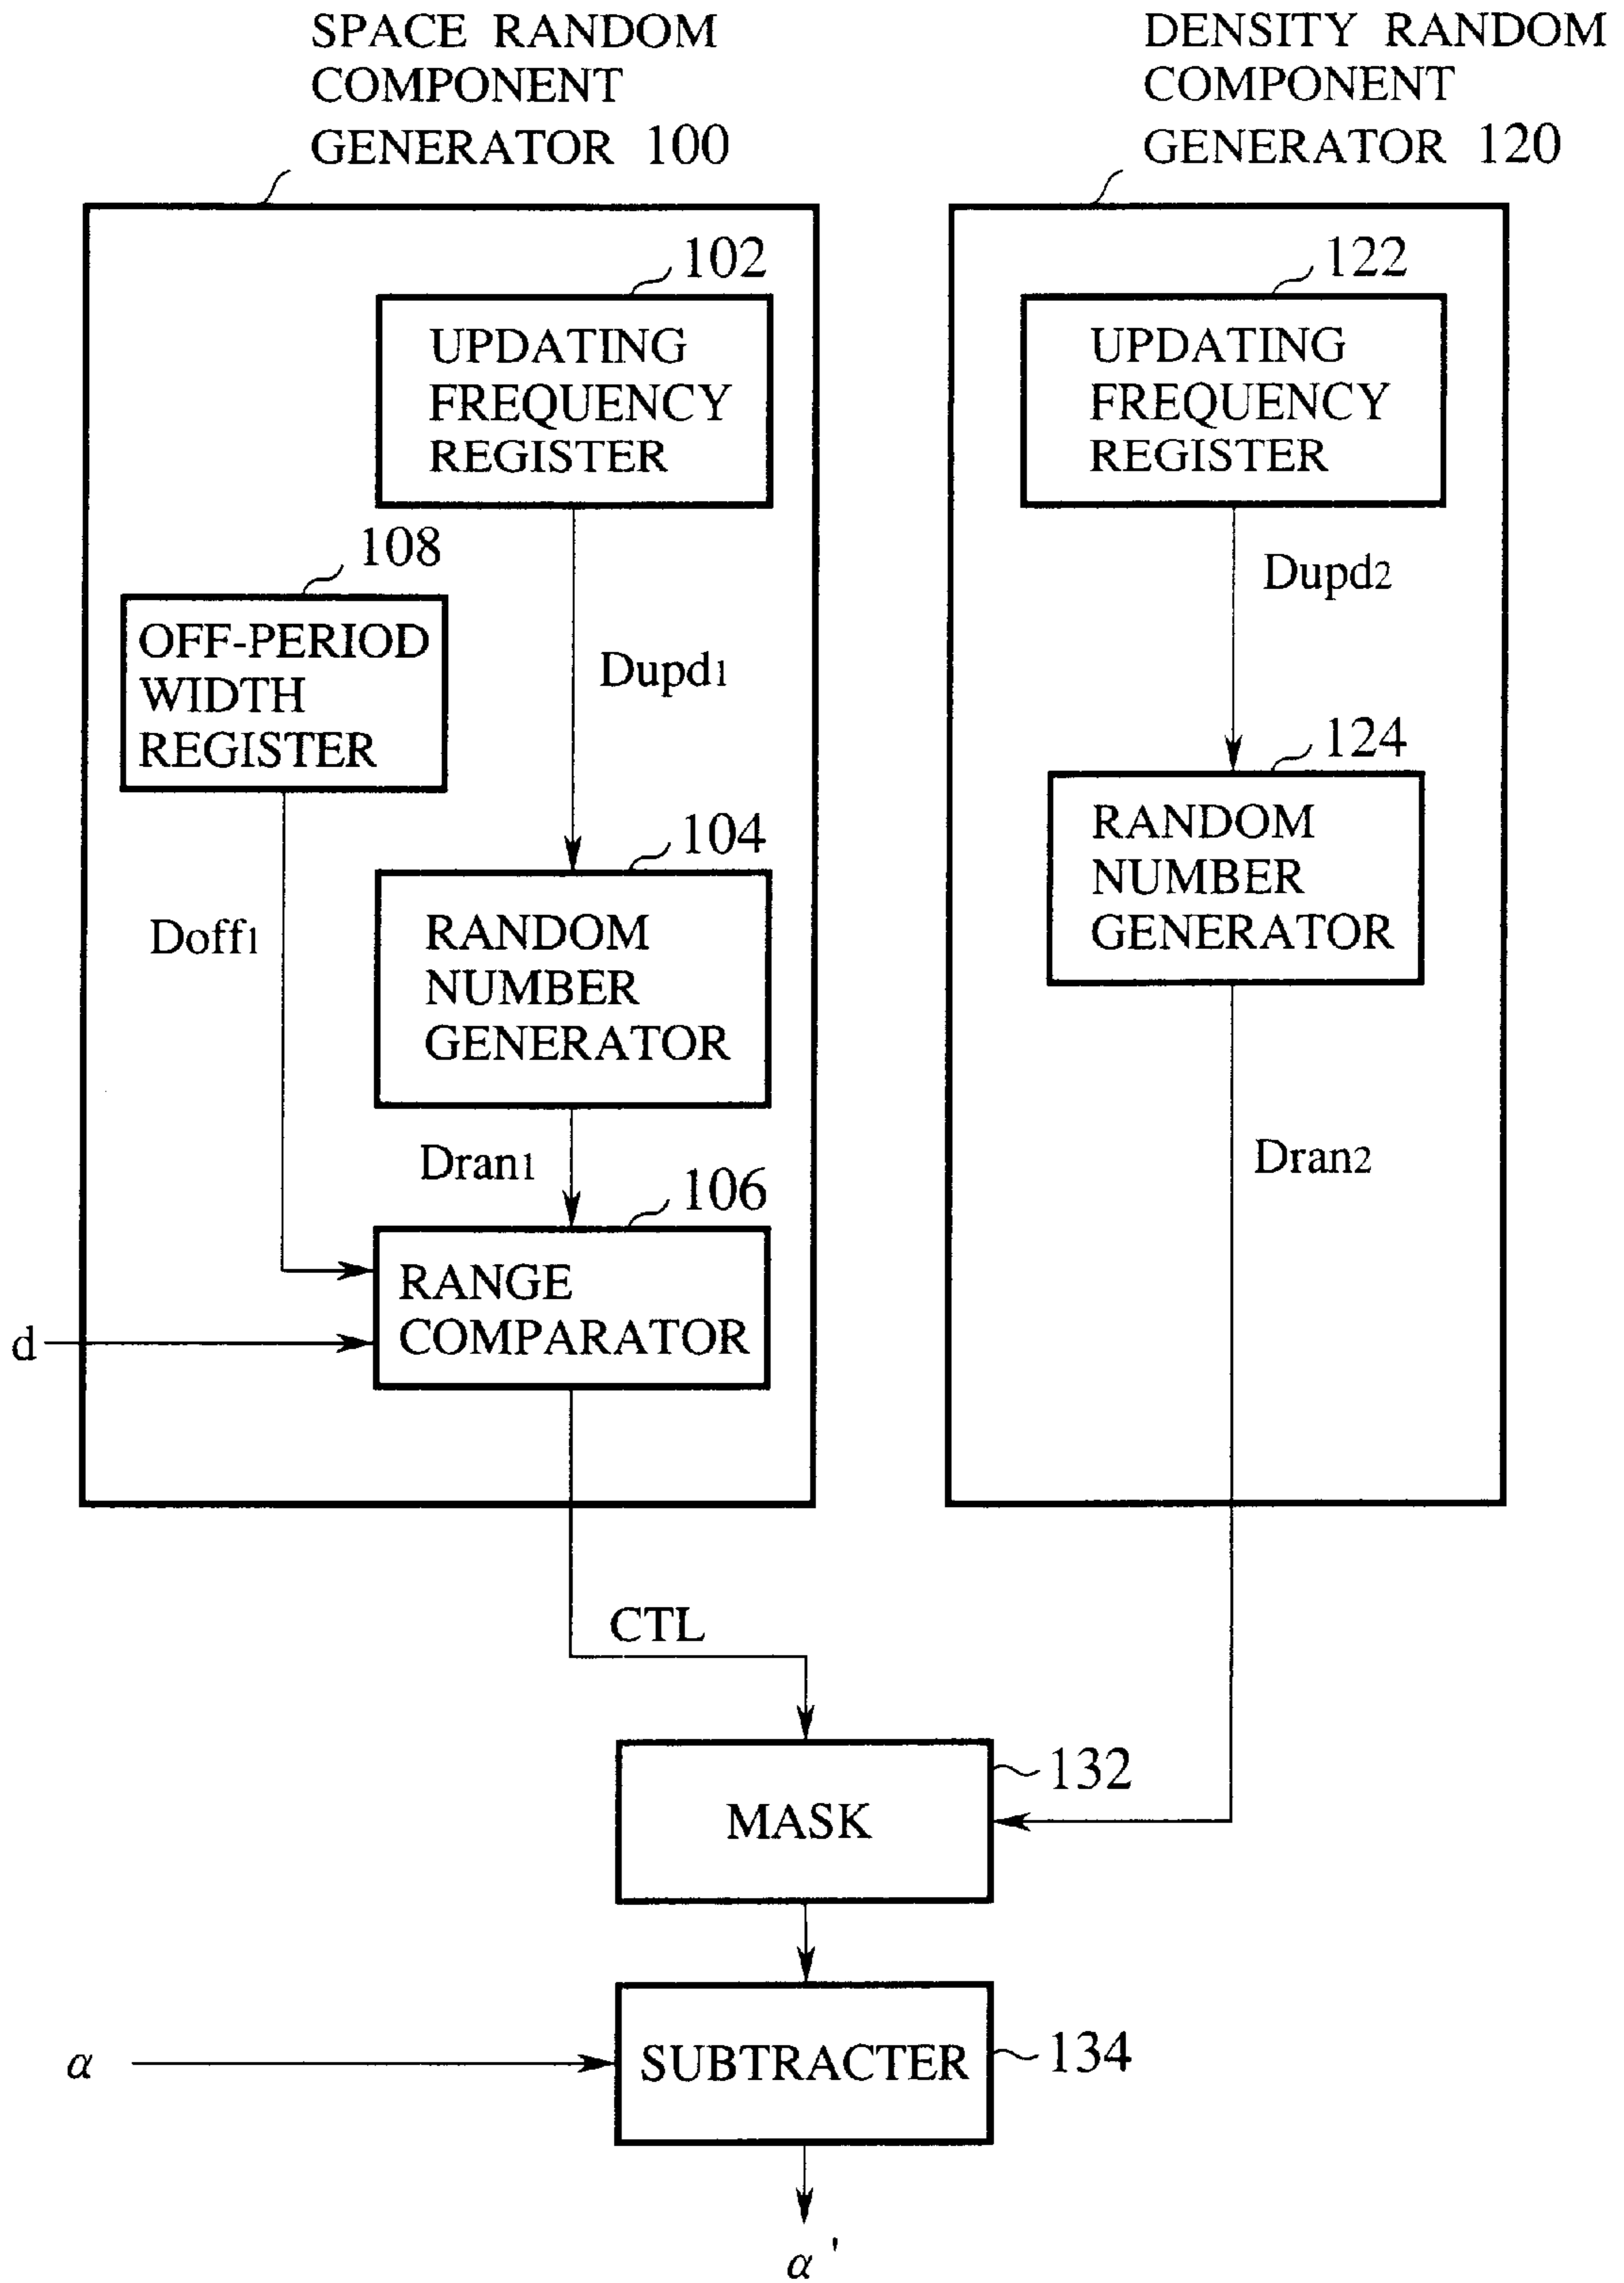 SPACE RANDOM
COMPONENT
GENERATOR 100
DENSITY RANDOM
COMPONENT
GENERATOR 120
102
UPDATING
FREQUENCY
REGISTER
108
OFF-PERIOD
WIDTH
REGISTER
Dupd1
104
RANDOM
NUMBER
GENERATOR
Doff1
Dran1
106
RANGE
COMPARATOR
d
122
UPDATING
FREQUENCY
REGISTER
Dupd2
124
RANDOM
NUMBER
GENERATOR
Dran2
CTL
132
MASK
α
SUBTRACTER
134
α'